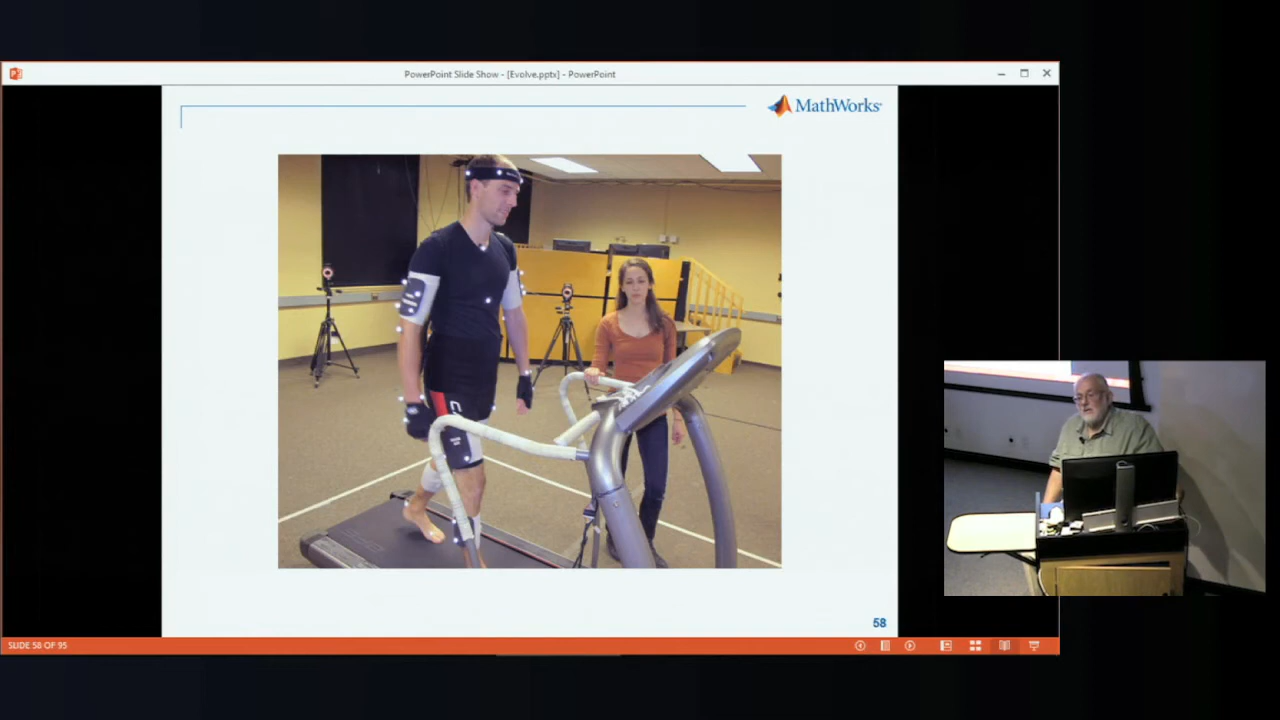 PowerPoint Slide Show - [Evolve.pptx] - PowerPoint
MathWorks
58
SLIDE 58 OF 95